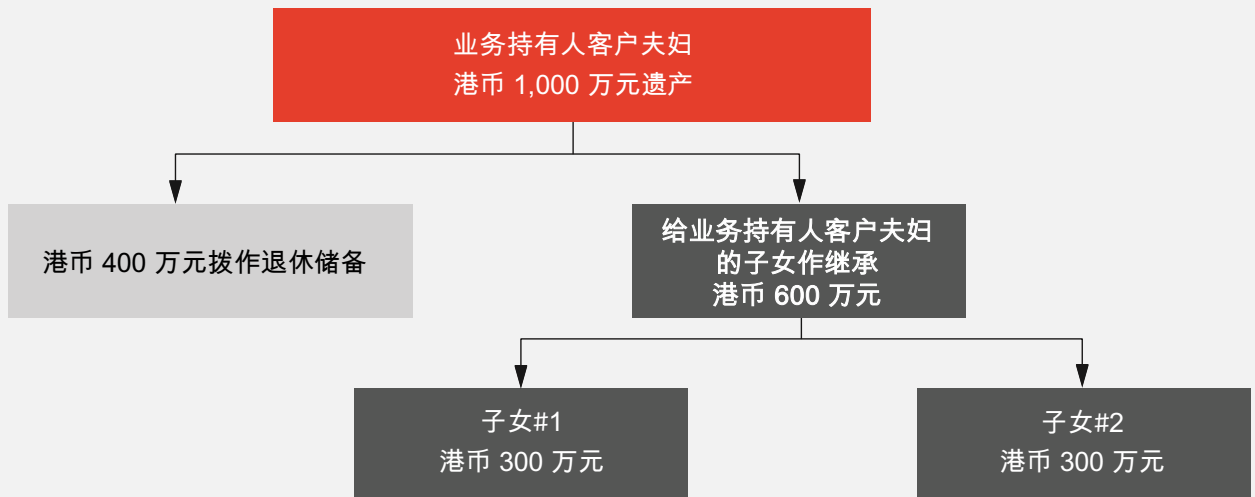 业务持有人客户夫妇
港币 1,000 万元遗产
港币 400 万元拨作退休储备
给业务持有人客户夫妇
的子女作继承
港币 600 万元
子女#1
港币 300 万元
子女#2
港币 300 万元